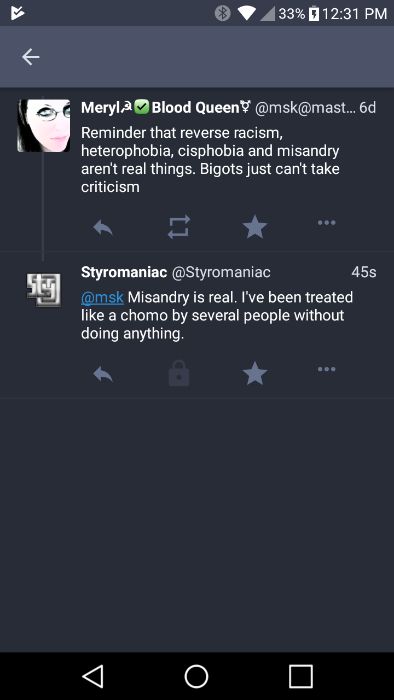 33% 12:31 PM
Meryl☭✅Blood Queen⚧ @msk@mast... 6d
Reminder that reverse racism,
heterophobia, cisphobia and misandry
aren't real things. Bigots just can't take
criticism
Styromaniac @Styromaniac 45s
@msk Misandry is real. I've been treated
like a chomo by several people without
doing anything.